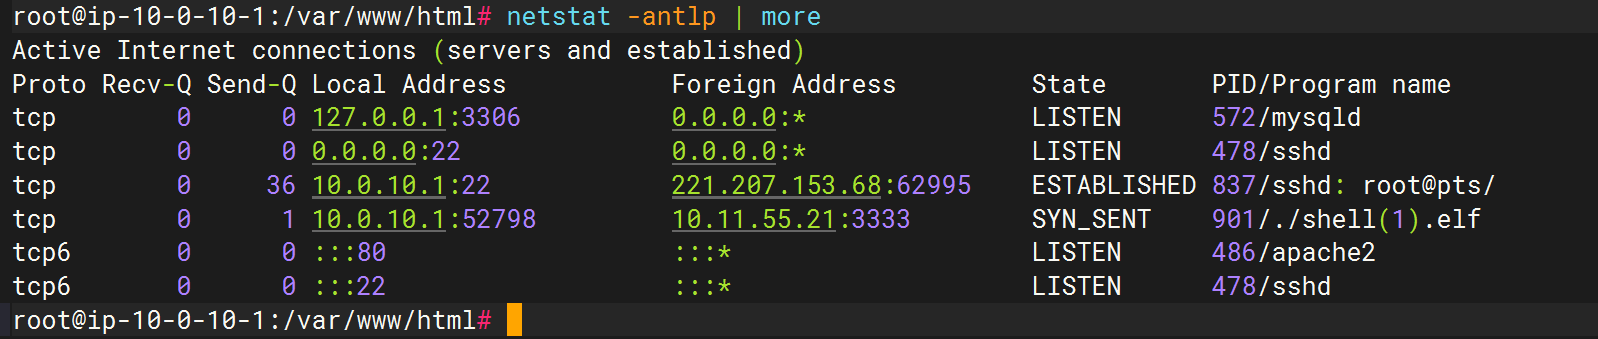 root@ip-10-0-10-1:/var/www/html# netstat -antlp | more
Active Internet connections (servers and established)
Proto Recv-Q Send-Q Local Address           Foreign Address         State       PID/Program name
tcp        0      0 127.0.0.1:3306          0.0.0.0:*               LISTEN      572/mysqld
tcp        0      0 0.0.0.0:22              0.0.0.0:*               LISTEN      478/sshd
tcp        0     36 10.0.10.1:22            221.207.153.68:62995    ESTABLISHED 837/sshd: root@pts/
tcp        0      1 10.0.10.1:52798         10.11.55.21:3333        SYN_SENT    901/./shell(1).elf
tcp6       0      0 :::80                   :::*                    LISTEN      486/apache2
tcp6       0      0 :::22                   :::*                    LISTEN      478/sshd
root@ip-10-0-10-1:/var/www/html#